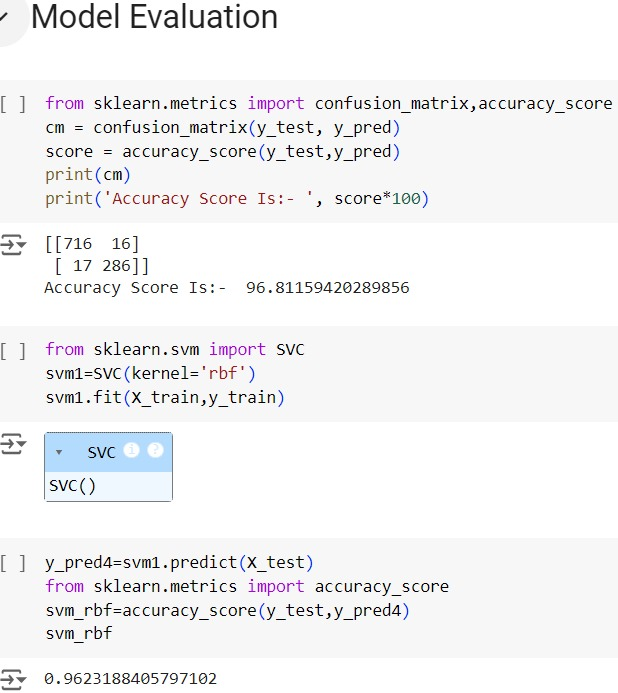 Model Evaluation
[ ] from sklearn.metrics import confusion_matrix,accuracy_score
cm = confusion_matrix(y_test, y_pred)
score = accuracy_score(y_test,y_pred)
print(cm)
print('Accuracy Score Is:- ', score*100)
[[716  16]
 [ 17 286]]
Accuracy Score Is:-  96.81159420289856
[ ] from sklearn.svm import SVC
svm1=SVC(kernel='rbf')
svm1.fit(X_train,y_train)
▾ SVC i ?
SVC()
[ ] y_pred4=svm1.predict(X_test)
from sklearn.metrics import accuracy_score
svm_rbf=accuracy_score(y_test,y_pred4)
svm_rbf
0.9623188405797102